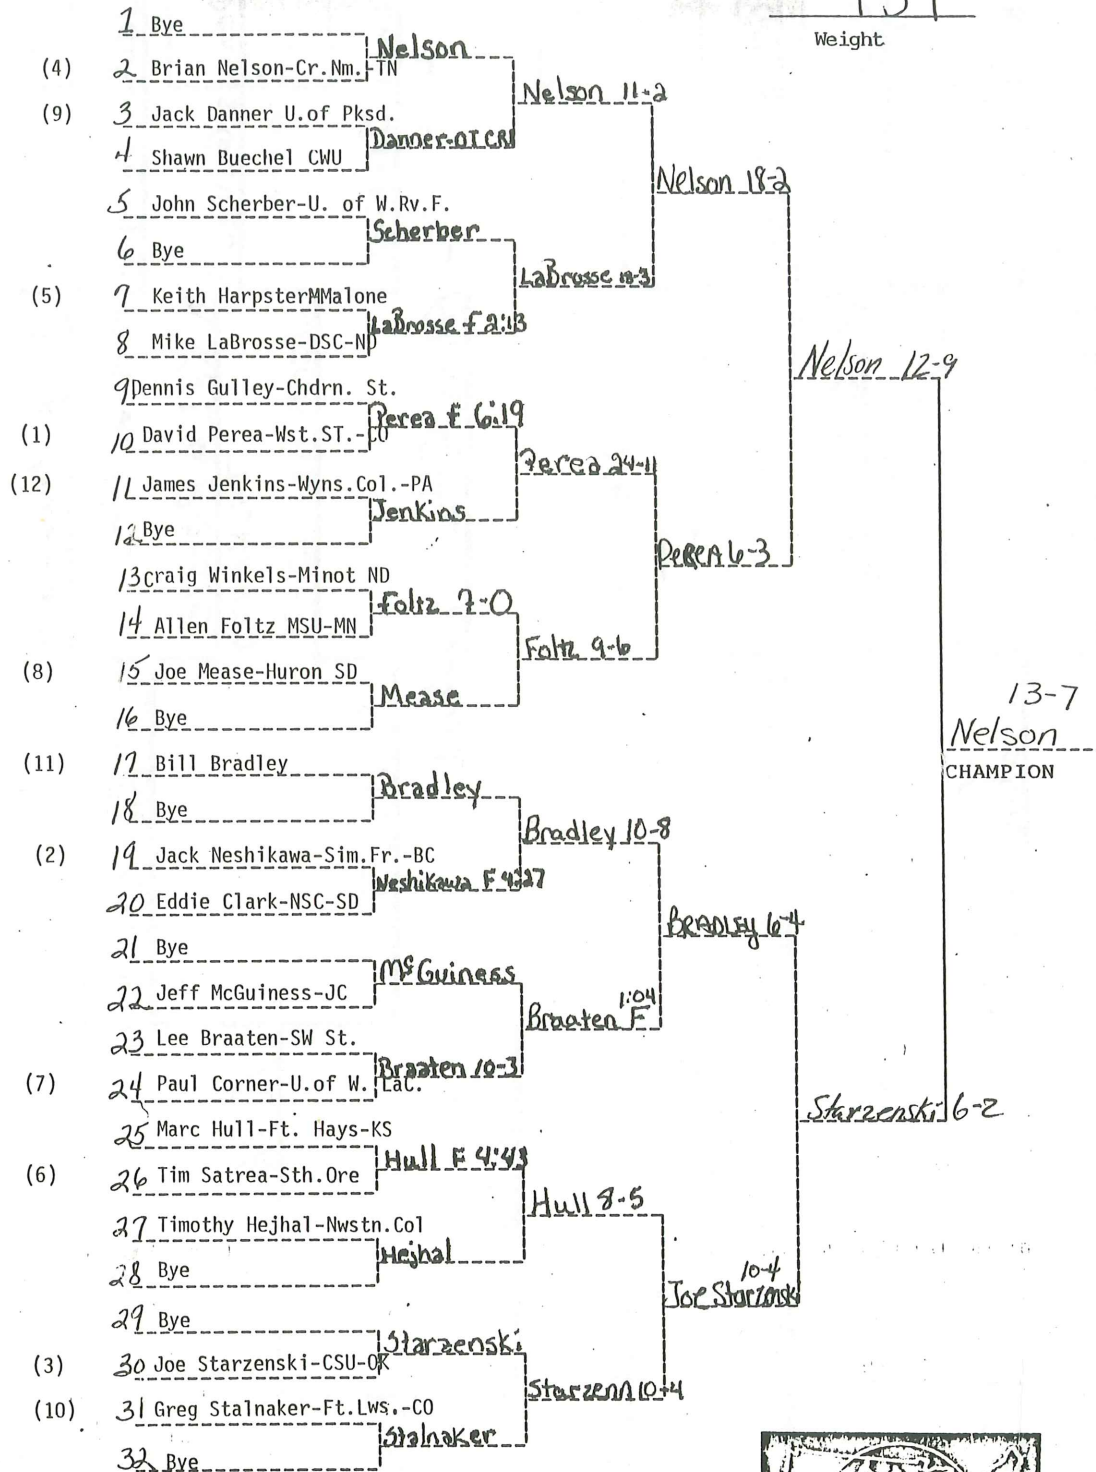 Weight
1 Bye
Nelson
(4) 2 Brian Nelson-Cr.Nm.-TN
Nelson 11-2
(9) 3 Jack Danner U.of Pksd.
Danner-OT CRI
4 Shawn Buechel CWU
Nelson 18-2
5 John Scherber-U. of W.Rv.F.
Scherber
6 Bye
LaBrosse 18-3
(5) 7 Keith HarpsterMMalone
LaBrosse f 2:13
8 Mike LaBrosse-DSC-ND
Nelson 12-9
9 Dennis Gulley-Chdrn. St.
Perea F 6:19
(1) 10 David Perea-Wst.ST.-CO
Perea 24-11
(12) 11 James Jenkins-Wyns.Col.-PA
Jenkins
12 Bye
PEREA 6-3
13 Craig Winkels-Minot ND
Foltz 7-0
14 Allen Foltz MSU-MN
Foltz 9-6
(8) 15 Joe Mease-Huron SD
Mease
16 Bye
13-7
Nelson
CHAMPION
(11) 17 Bill Bradley
Bradley
18 Bye
Bradley 10-8
(2) 19 Jack Neshikawa-Sim.Fr.-BC
Neshikawa F 4:27
20 Eddie Clark-NSC-SD
BRADLEY 6-4
21 Bye
McGuiness
22 Jeff McGuiness-JC
Braaten F 1:04
23 Lee Braaten-SW St.
Braaten 10-3
(7) 24 Paul Corner-U.of W. LaC.
Starzenski 6-2
25 Marc Hull-Ft. Hays-KS
Hull F 4:43
(6) 26 Tim Satrea-Sth.Ore
Hull 8-5
27 Timothy Hejhal-Nwstn.Col
Hejhal
28 Bye
10-4
Joe Starzenski
29 Bye
Starzenski
(3) 30 Joe Starzenski-CSU-OK
Starzenn 10-4
(10) 31 Greg Stalnaker-Ft.Lws.-CO
Stalnaker
32 Bye